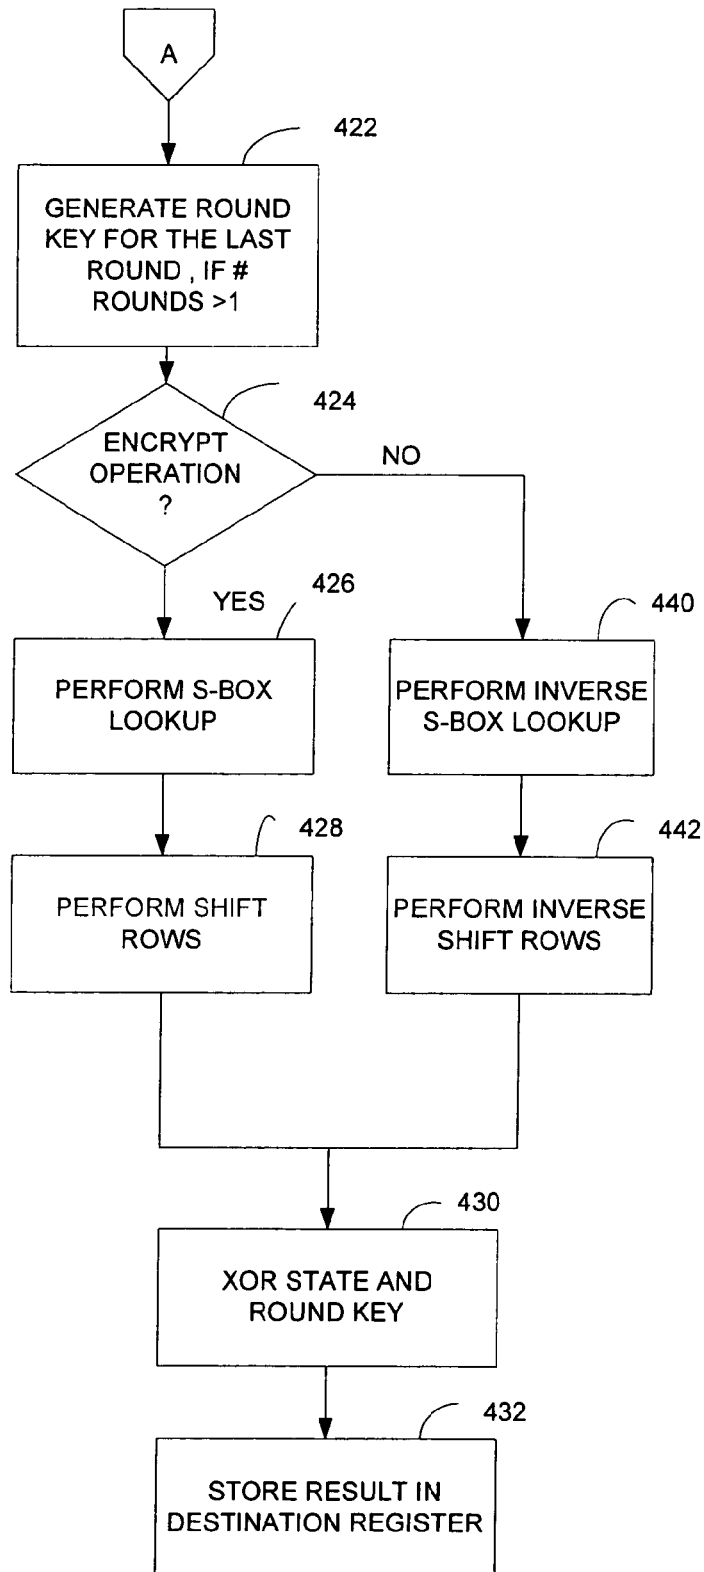 A
422
GENERATE ROUND
KEY FOR THE LAST
ROUND , IF #
ROUNDS >1
424
ENCRYPT
OPERATION
?
NO
YES
426
440
PERFORM S-BOX
LOOKUP
PERFORM INVERSE
S-BOX LOOKUP
428
442
PERFORM SHIFT
ROWS
PERFORM INVERSE
SHIFT ROWS
430
XOR STATE AND
ROUND KEY
432
STORE RESULT IN
DESTINATION REGISTER